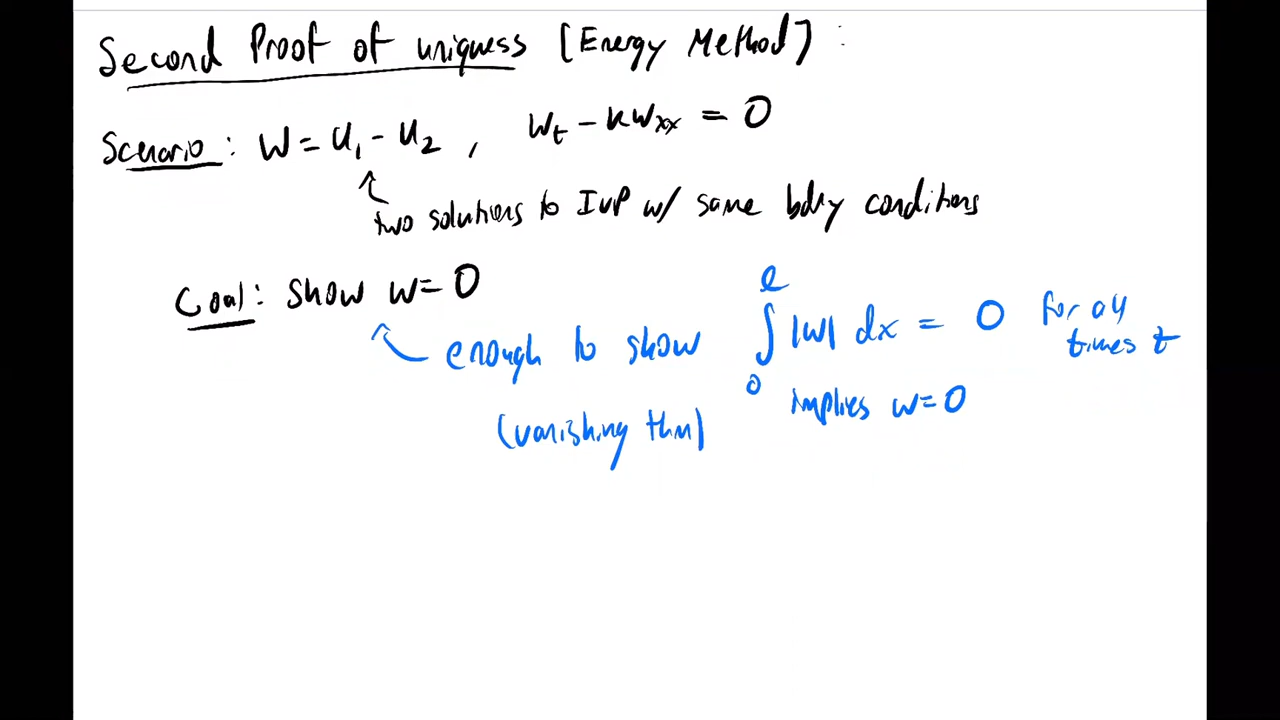 Second Proof of uniqness [Energy Method] :
Scenario : W = u₁ - u₂ , Wt - kWxx = 0
two solutions to IVP w/ same bdry conditions
Goal : show w = 0
enough to show ∫₀ˡ |w| dx = 0 for all times t
(vanishing thm) implies w = 0